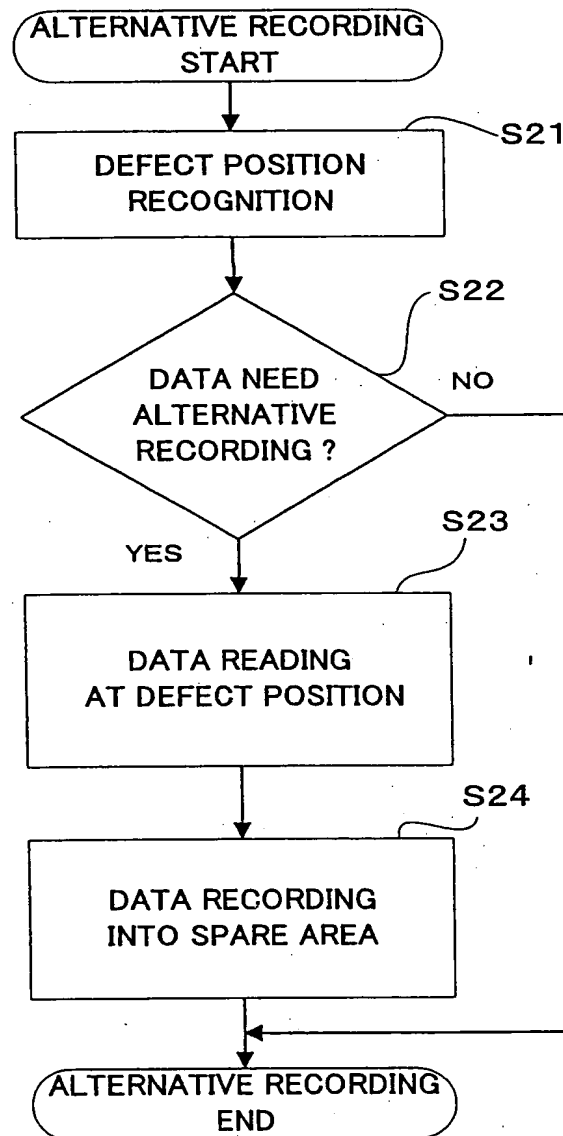 ALTERNATIVE RECORDING
START
S21
DEFECT POSITION
RECOGNITION
S22
DATA NEED
ALTERNATIVE
RECORDING ?
NO
YES
S23
DATA READING
AT DEFECT POSITION
S24
DATA RECORDING
INTO SPARE AREA
ALTERNATIVE RECORDING
END